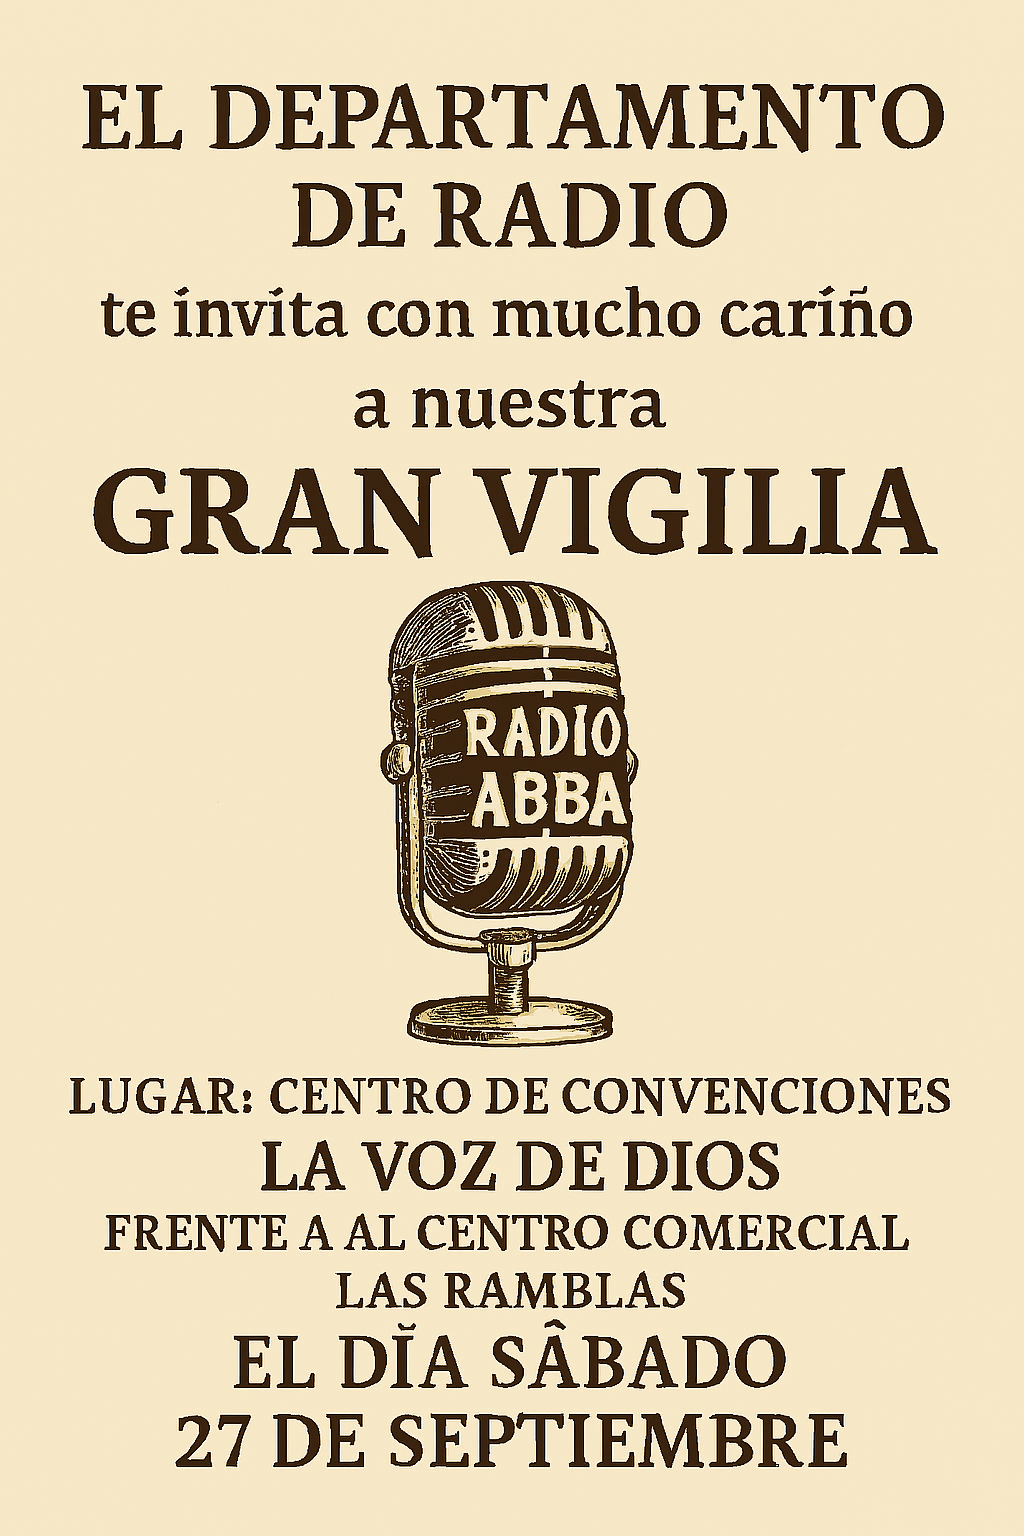 EL DEPARTAMENTO
DE RADIO
te invita con mucho cariño
a nuestra
GRAN VIGILIA
RADIO
ABBA
LUGAR: CENTRO DE CONVENCIONES
LA VOZ DE DIOS
FRENTE A AL CENTRO COMERCIAL
LAS RAMBLAS
EL DĬA SÂBADO
27 DE SEPTIEMBRE